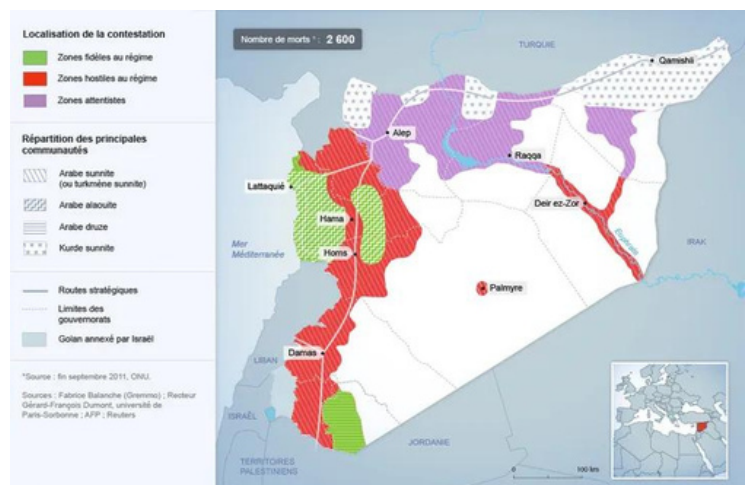 Localisation de la contestation
Zones fidèles au régime
Zones hostiles au régime
Zones attentistes
Répartition des principales
communautés
Arabe sunnite
(ou turkmène sunnite)
Arabe alaouite
Arabe druze
Kurde sunnite
Routes stratégiques
Limites des
gouvernorats
Golan annexé par Israël
*Source : fin septembre 2011, ONU.
Sources : Fabrice Balanche (Gremmo) ; Recteur
Gérard-François Dumont, université de
Paris-Sorbonne ; AFP ; Reuters
Nombre de morts * : 2 600
TURQUIE
Qamishli
Alep
Raqqa
Lattaquié
Deir ez-Zor
Hama
Mer
Méditerranée
Homs
Euphrate
IRAK
Palmyre
Damas
LIBAN
ISRAËL
JORDANIE
TERRITOIRES
PALESTINIENS
0
100 km